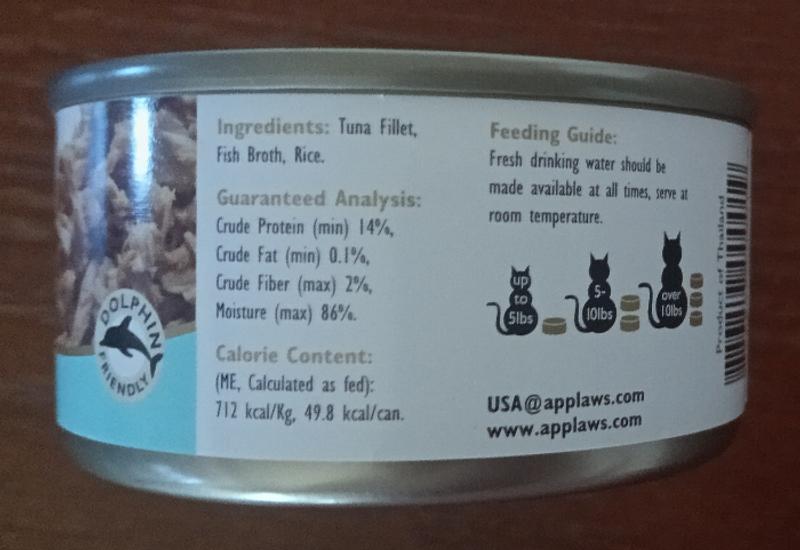 Ingredients: Tuna Fillet,
Fish Broth, Rice.
Guaranteed Analysis:
Crude Protein (min) 14%,
Crude Fat (min) 0.1%,
Crude Fiber (max) 2%,
Moisture (max) 86%.
Calorie Content:
(ME, Calculated as fed):
712 kcal/Kg, 49.8 kcal/can.
DOLPHIN
FRIENDLY
Feeding Guide:
Fresh drinking water should be
made available at all times, serve at
room temperature.
up
to
5lbs
5-
10lbs
over
10lbs
USA@applaws.com
www.applaws.com
Product of Thailand